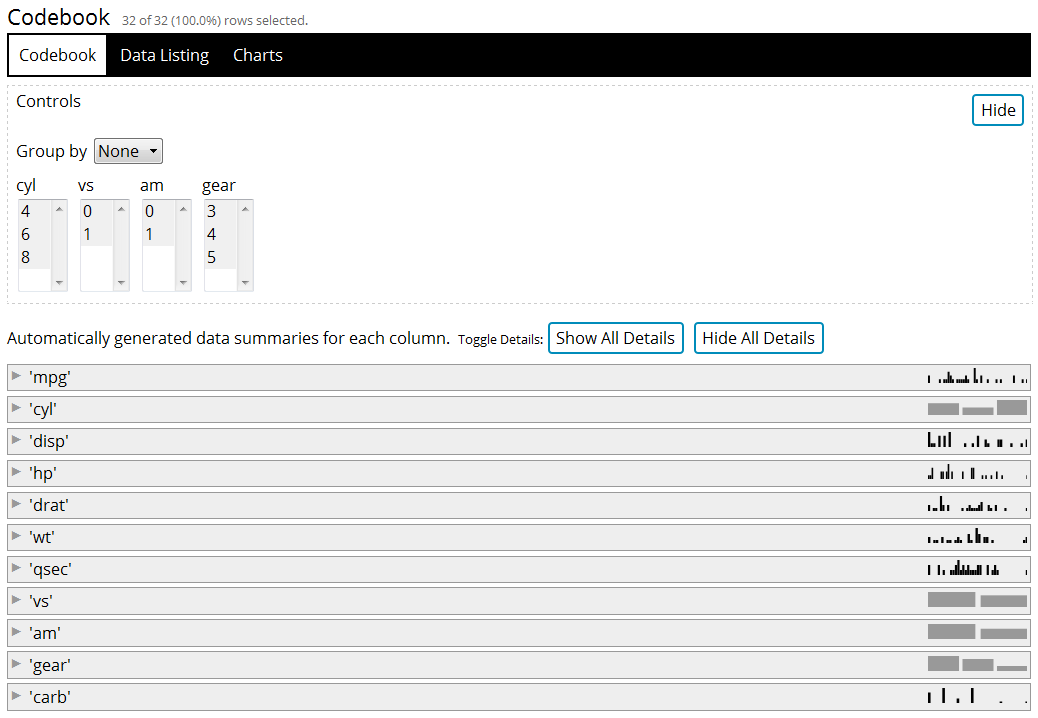 Codebook 32 of 32 (100.0%) rows selected.
Codebook Data Listing Charts
Controls
Hide
Group by None
cyl vs am gear
4 0 0 3
6 1 1 4
8 5
Automatically generated data summaries for each column. Toggle Details: Show All Details Hide All Details
'mpg'
'cyl'
'disp'
'hp'
'drat'
'wt'
'qsec'
'vs'
'am'
'gear'
'carb'